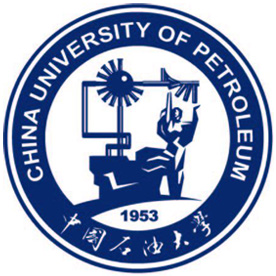 CHINA UNIVERSITY OF PETROLEUM
1953
中国石油大学